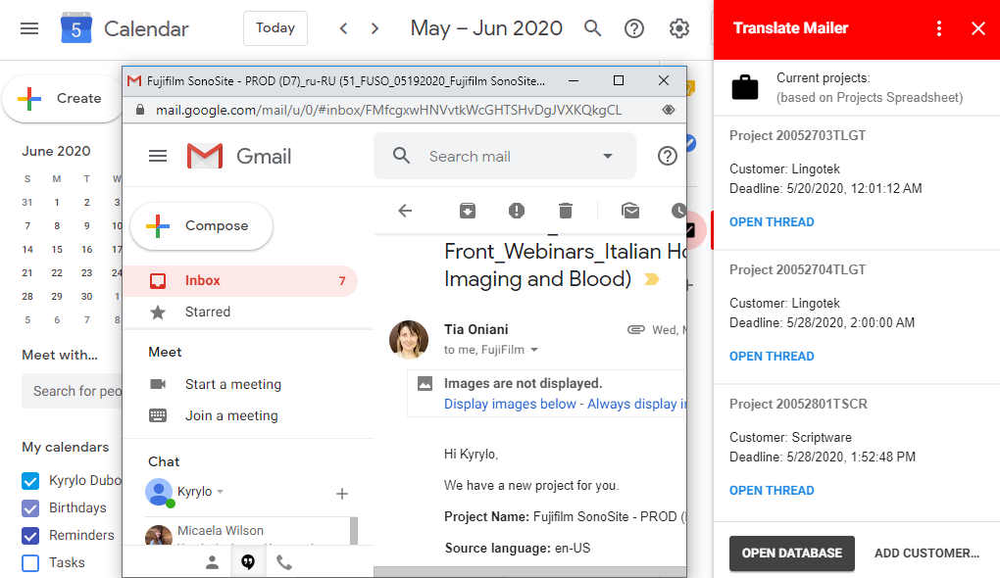 5
Calendar
Today
May – Jun 2020
Create
June 2020
S M T W
31 1 2 3
7 8 9 10
14 15 16 17
21 22 23 24
28 29 30 1
5 6 7 8
Meet with...
Search for peo
My calendars
Kyrylo Dubo
Birthdays
Reminders
Tasks
Fujifilm SonoSite - PROD (D7)_ru-RU (51_FUSO_05192020_Fujifilm SonoSite...
mail.google.com/mail/u/0/#inbox/FMfcgxwHNVvtkWcGHTSHvDgJVXKQkgCL
Gmail
Search mail
Compose
Inbox 7
Starred
Meet
Start a meeting
Join a meeting
Chat
Kyrylo
Micaela Wilson
Front_Webinars_Italian Ho
Imaging and Blood)
Tia Oniani
Wed, M
to me, FujiFilm
Images are not displayed.
Display images below - Always display i
Hi Kyrylo,
We have a new project for you.
Project Name: Fujifilm SonoSite - PROD (
Source language: en-US
Translate Mailer
Current projects:
(based on Projects Spreadsheet)
Project 20052703TLGT
Customer: Lingotek
Deadline: 5/20/2020, 12:01:12 AM
OPEN THREAD
Project 20052704TLGT
Customer: Lingotek
Deadline: 5/28/2020, 2:00:00 AM
OPEN THREAD
Project 20052801TSCR
Customer: Scriptware
Deadline: 5/28/2020, 1:52:48 PM
OPEN THREAD
OPEN DATABASE
ADD CUSTOMER...